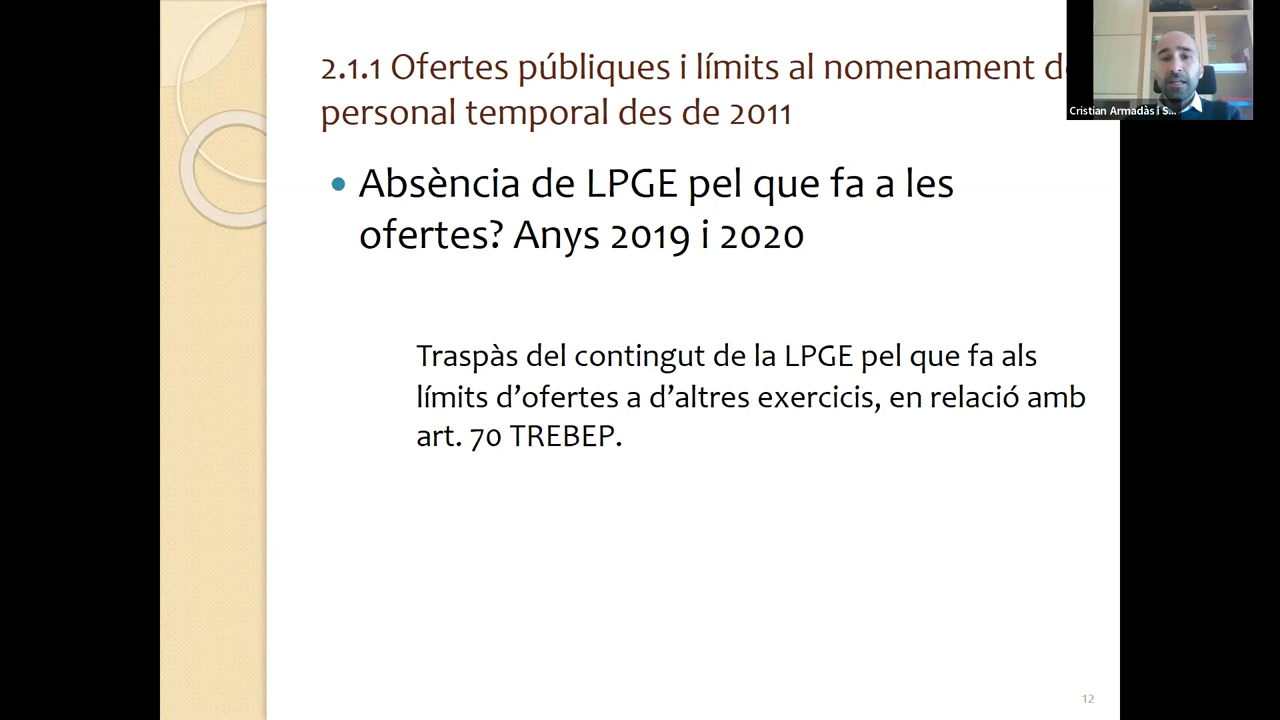 2.1.1 Ofertes públiques i límits al nomenament
personal temporal des de 2011
Absència de LPGE pel que fa a les
ofertes? Anys 2019 i 2020
Traspàs del contingut de la LPGE pel que fa als
límits d’ofertes a d’altres exercicis, en relació amb
art. 70 TREBEP.
Cristian Armadàs i S...
12